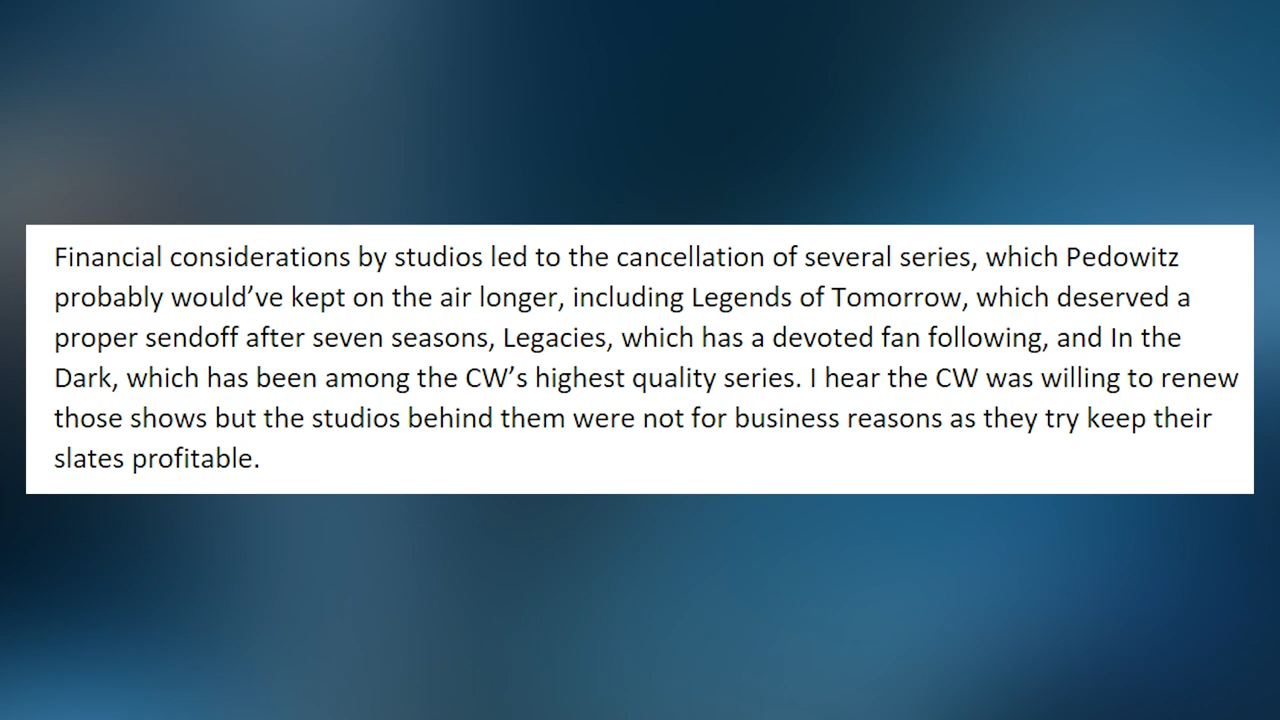 Financial considerations by studios led to the cancellation of several series, which Pedowitz
probably would’ve kept on the air longer, including Legends of Tomorrow, which deserved a
proper sendoff after seven seasons, Legacies, which has a devoted fan following, and In the
Dark, which has been among the CW’s highest quality series. I hear the CW was willing to renew
those shows but the studios behind them were not for business reasons as they try keep their
slates profitable.